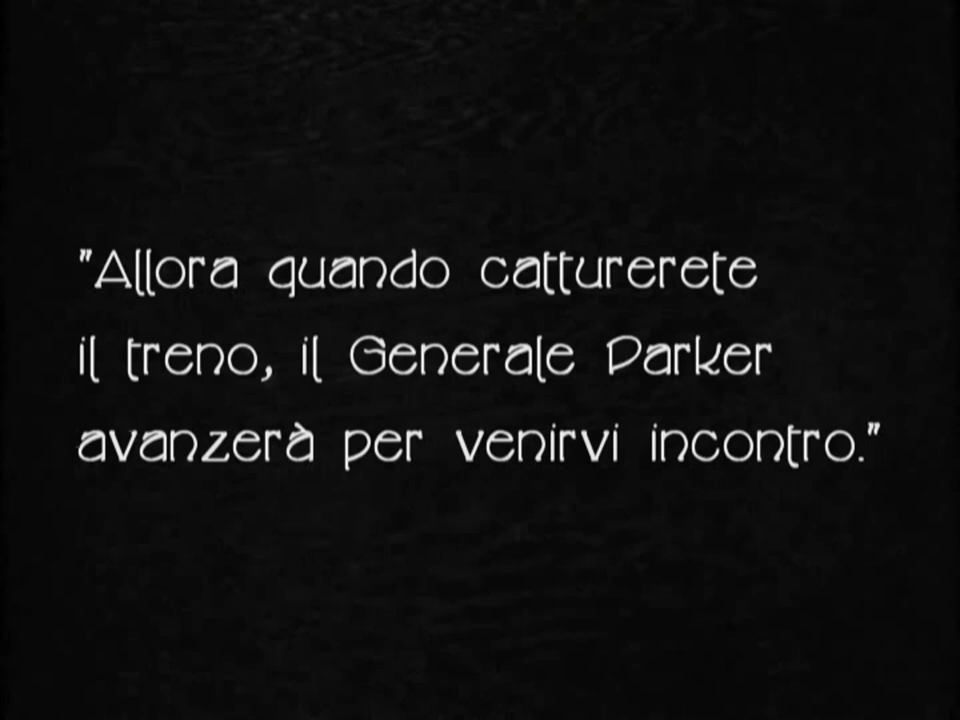 "Allora quando catturerete
il treno, il Generale Parker
avanzerà per venirvi incontro."